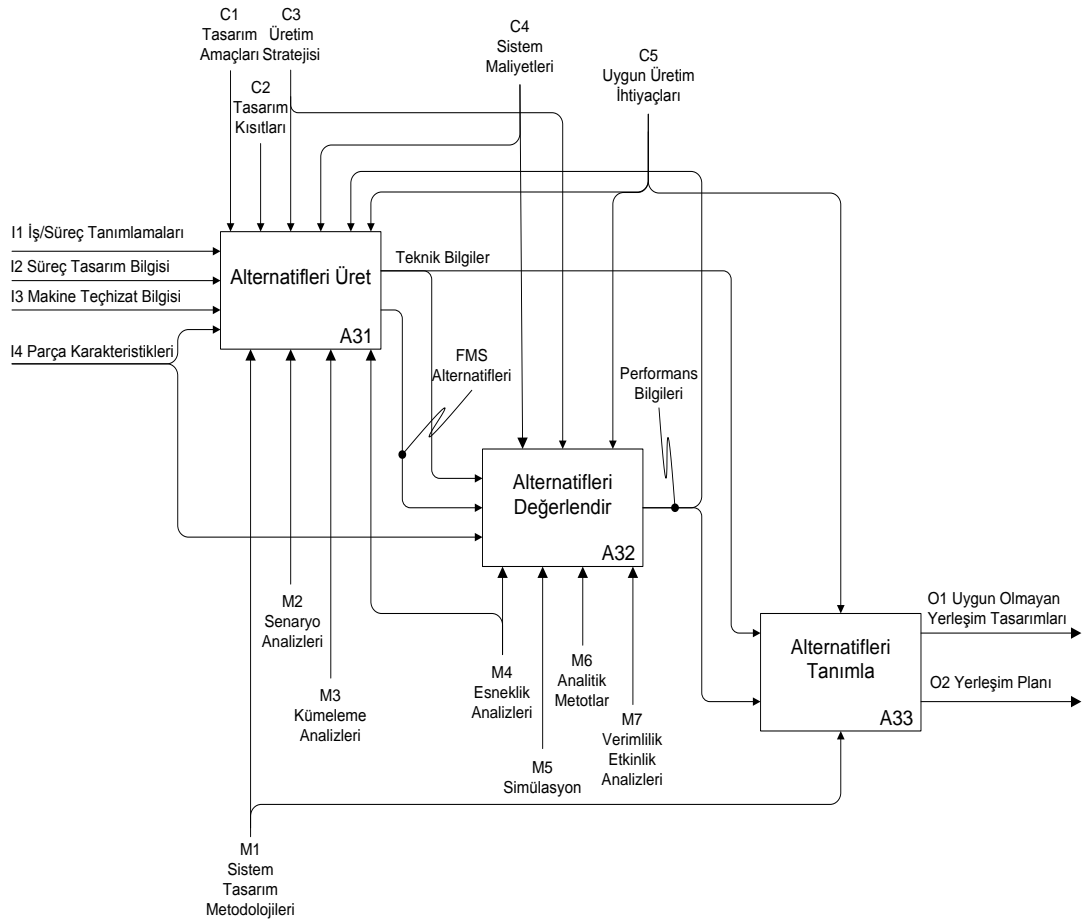 C1
Tasarım
Amaçları
C3
Üretim
Stratejisi
C2
Tasarım
Kısıtları
C4
Sistem
Maliyetleri
C5
Uygun Üretim
İhtiyaçları
I1 İş/Süreç Tanımlamaları
I2 Süreç Tasarım Bilgisi
I3 Makine Teçhizat Bilgisi
I4 Parça Karakteristikleri
Alternatifleri Üret
A31
Teknik Bilgiler
FMS
Alternatifleri
Performans
Bilgileri
Alternatifleri
Değerlendir
A32
M2
Senaryo
Analizleri
M3
Kümeleme
Analizleri
M4
Esneklik
Analizleri
M5
Simülasyon
M6
Analitik
Metotlar
M7
Verimlilik
Etkinlik
Analizleri
Alternatifleri
Tanımla
A33
O1 Uygun Olmayan
Yerleşim Tasarımları
O2 Yerleşim Planı
M1
Sistem
Tasarım
Metodolojileri